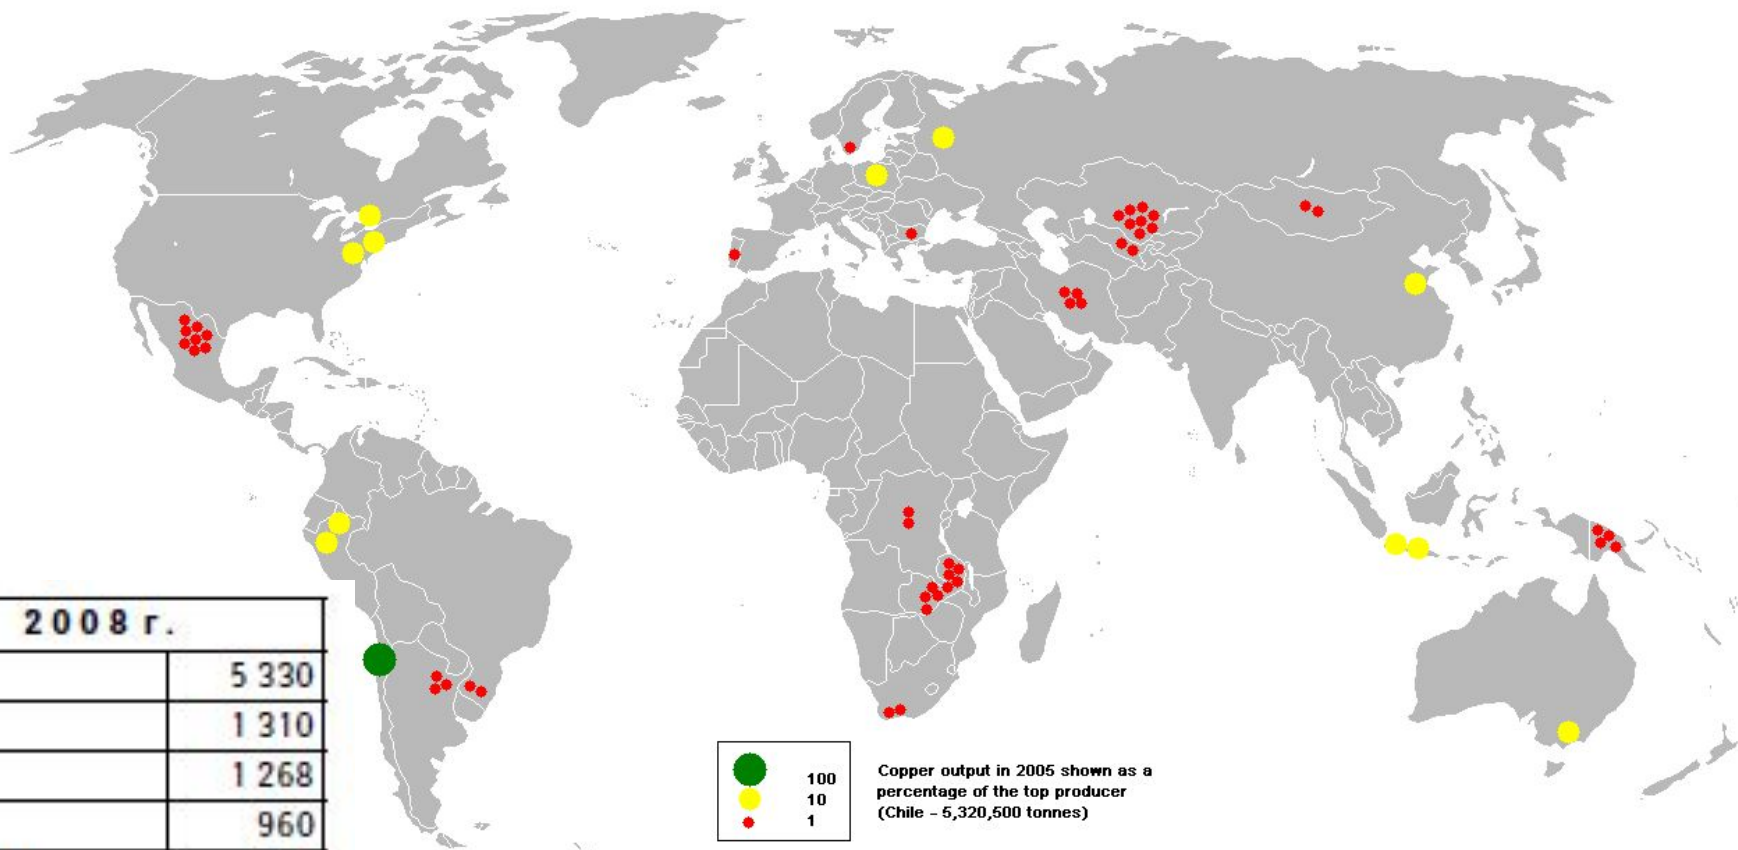 2008 г.
5 330
1 310
1 268
960
100
10
1
Copper output in 2005 shown as a
percentage of the top producer
(Chile - 5,320,500 tonnes)